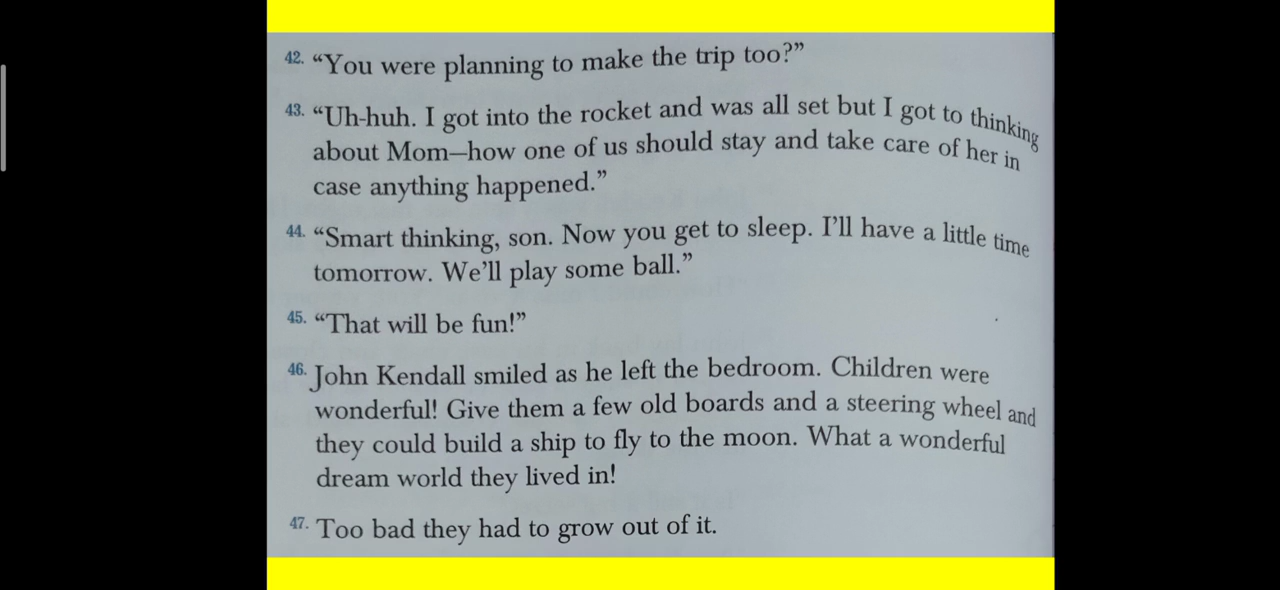 42. “You were planning to make the trip too?”
43. “Uh-huh. I got into the rocket and was all set but I got to thinking
about Mom—how one of us should stay and take care of her in
case anything happened.”
44. “Smart thinking, son. Now you get to sleep. I’ll have a little time
tomorrow. We’ll play some ball.”
45. “That will be fun!”
46. John Kendall smiled as he left the bedroom. Children were
wonderful! Give them a few old boards and a steering wheel and
they could build a ship to fly to the moon. What a wonderful
dream world they lived in!
47. Too bad they had to grow out of it.